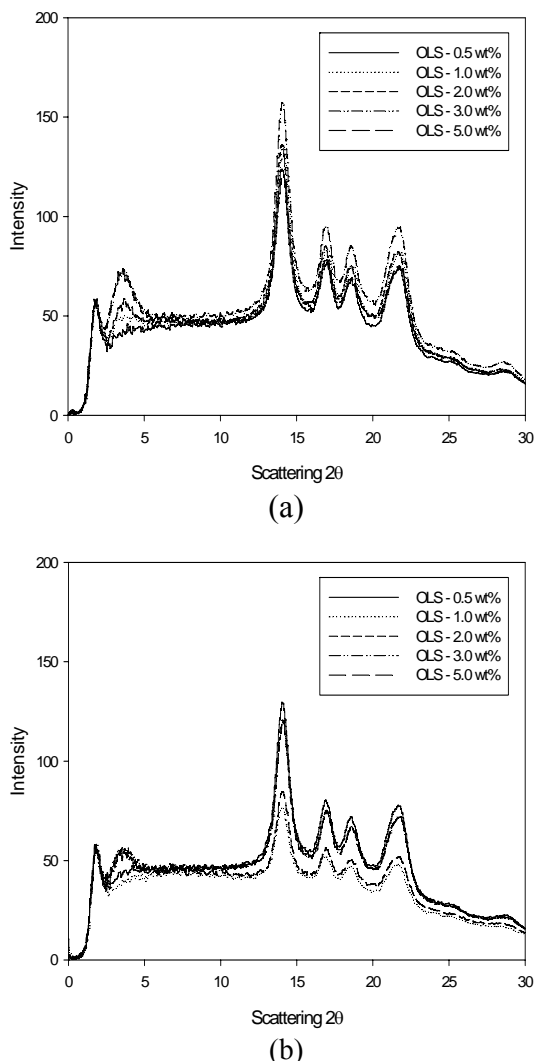 200
150
100
50
0
Intensity
OLS - 0.5 wt%
OLS - 1.0 wt%
OLS - 2.0 wt%
OLS - 3.0 wt%
OLS - 5.0 wt%
0 5 10 15 20 25 30
Scattering 2θ
(a)
200
150
100
50
0
Intensity
OLS - 0.5 wt%
OLS - 1.0 wt%
OLS - 2.0 wt%
OLS - 3.0 wt%
OLS - 5.0 wt%
0 5 10 15 20 25 30
Scattering 2θ
(b)